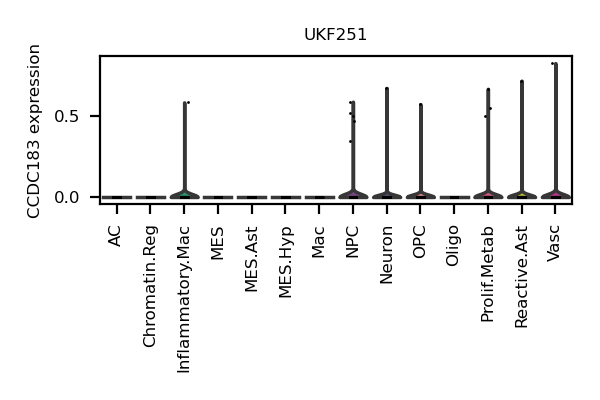 UKF251
CCDC183 expression
0.5
0.0
AC
Chromatin.Reg
Inflammatory.Mac
MES
MES.Ast
MES.Hyp
Mac
NPC
Neuron
OPC
Oligo
Prolif.Metab
Reactive.Ast
Vasc